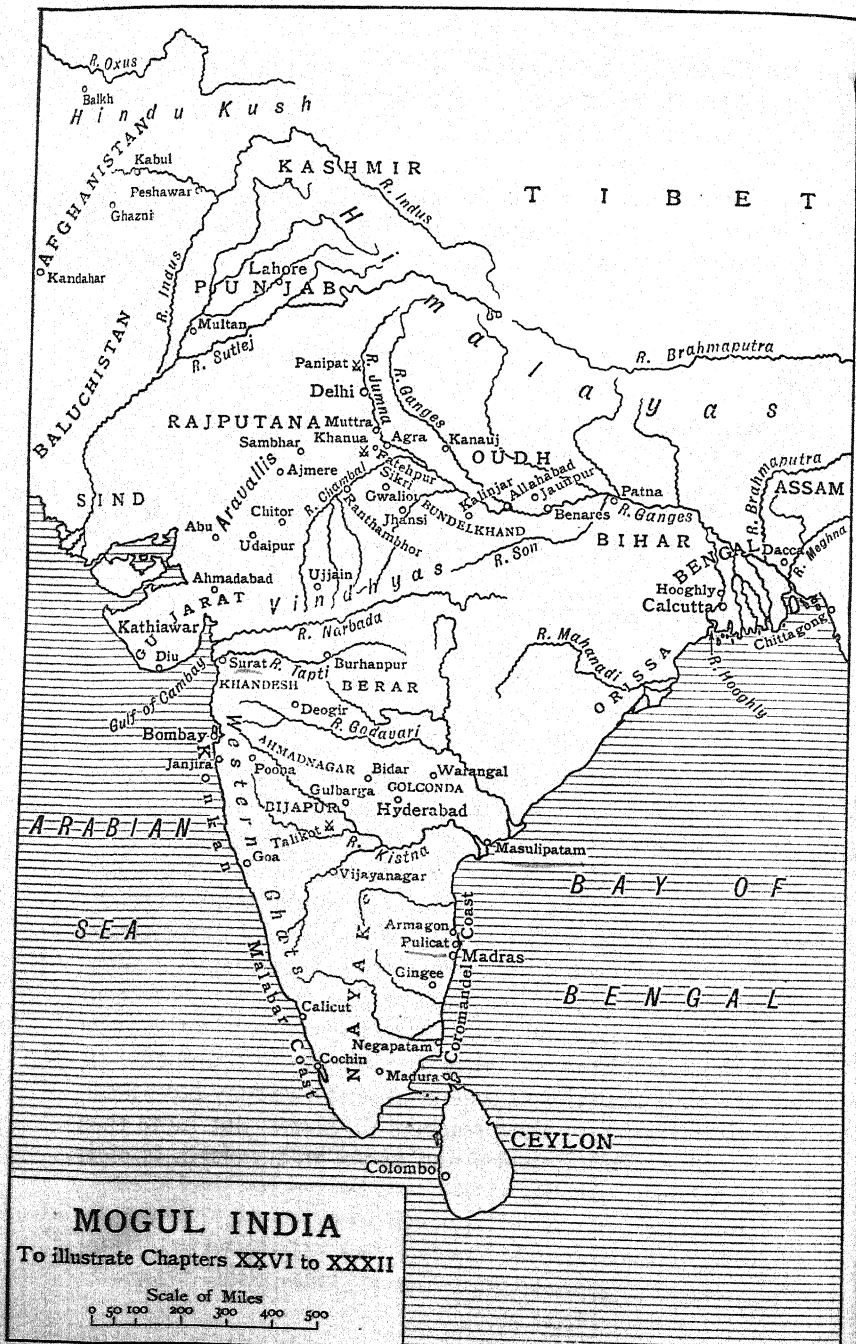 R. Oxus
Balkh
Hindu Kush
AFGHANISTAN
Kabul
Peshawar
Ghazni
Kandahar
KASHMIR
R. Indus
TIBET
Himalayas
R. Indus
Lahore
PUNJAB
Multan
R. Sutlej
BALUCHISTAN
Panipat
Delhi
R. Jumna
R. Ganges
R. Brahmaputra
RAJPUTANA
Muttra
Sambhar
Khanua
Agra
Kanauj
Fatehpur
Sikri
OUDH
Ajmere
Aravallis
R. Chambal
Gwalior
Kalinjar
Allahabad
Jaunpur
Patna
R. Brahmaputra
ASSAM
SIND
Abu
Chitor
Ranthambhor
Jhansi
BUNDELKHAND
Benares
R. Ganges
Udaipur
BIHAR
BENGAL
Dacca
R. Meghna
R. Son
Ahmadabad
Ujjain
Vindhyas
Hooghly
Calcutta
GUJARAT
Kathiawar
R. Narbada
Chittagong
Diu
Surat
R. Tapti
Burhanpur
R. Mahanadi
ORISSA
R. Hooghly
KHANDESH
BERAR
Gulf of Cambay
Deogir
R. Godavari
Bombay
Western Ghats
AHMADNAGAR
Janjira
Poona
Bidar
Warangal
Konkan
Gulbarga
GOLCONDA
BIJAPUR
Hyderabad
ARABIAN
SEA
Talikot
R. Kistna
Masulipatam
Goa
Vijayanagar
BAY OF
BENGAL
NAYAKS
Armagon
Pulicat
Coromandel Coast
Madras
Gingee
Malabar Coast
Calicut
Negapatam
Cochin
Madura
CEYLON
Colombo
MOGUL INDIA
To illustrate Chapters XXVI to XXXII
Scale of Miles
0 50 100 200 300 400 500